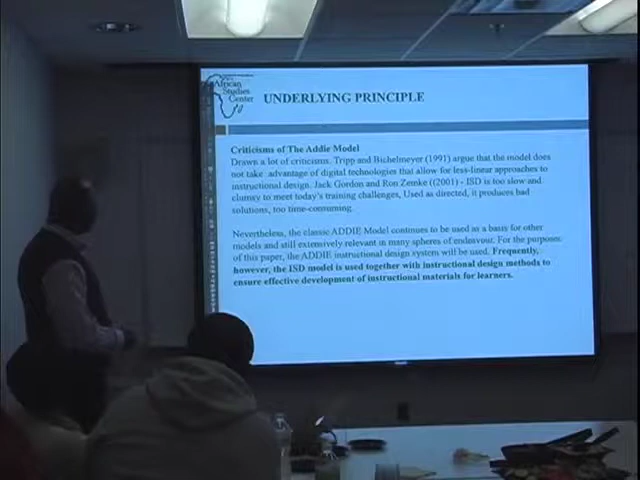 African
Studies
Center
UNDERLYING PRINCIPLE
Criticisms of The Addie Model
Drawn a lot of criticisms. Tripp and Bichelmeyer (1991) argue that the model does
not take advantage of digital technologies that allow for less-linear approaches to
instructional design. Jack Gordon and Ron Zemke ((2001) - ISD is too slow and
clumsy to meet today's training challenges, Used as directed, it produces bad
solutions, too time-consuming.
Nevertheless, the classic ADDIE Model continues to be used as a basis for other
models and still extensively relevant in many spheres of endeavour. For the purposes
of this paper, the ADDIE instructional design system will be used. Frequently,
however, the ISD model is used together with instructional design methods to
ensure effective development of instructional materials for learners.